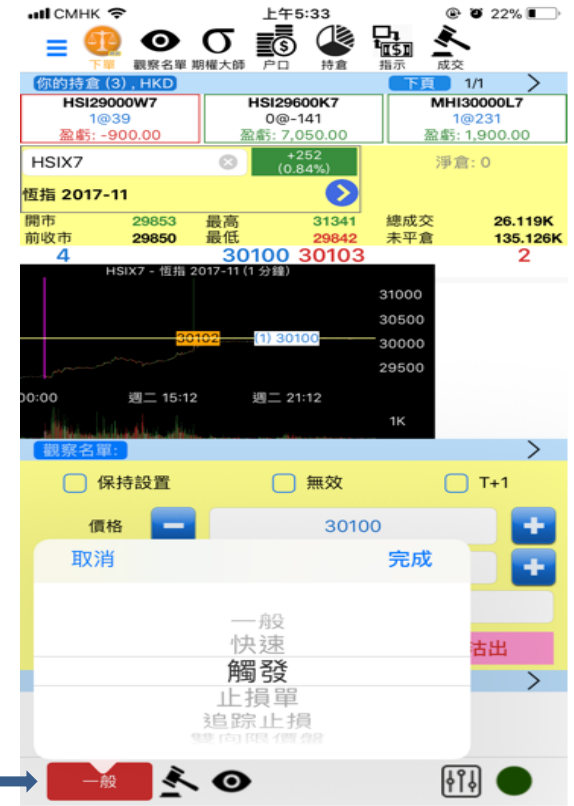 CMHK 上午5:33 22%
下單 觀察名單 期權大師 戶口 持倉 指示 成交
你的持倉 (3) , HKD 下頁 1/1
HSI29000W7 HSI29600K7 MHI30000L7
1@39 0@-141 1@231
盈虧: -900.00 盈虧: 7,050.00 盈虧: 1,900.00
HSIX7 +252 淨倉: 0
(0.84%)
恆指 2017-11
開市 29853 最高 31341 總成交 26.119K
前收市 29850 最低 29842 未平倉 135.126K
4 30100 30103 2
HSIX7 - 恆指 2017-11 (1 分鐘)
31000
30500
30102 (1) 30100 30000
29500
00:00 週二 15:12 週二 21:12
1K
觀察名單:
保持設置 無效 T+1
價格 30100
取消 完成
一般
快速 沽出
觸發
止損單
追踪止損
雙向限價盤
一般